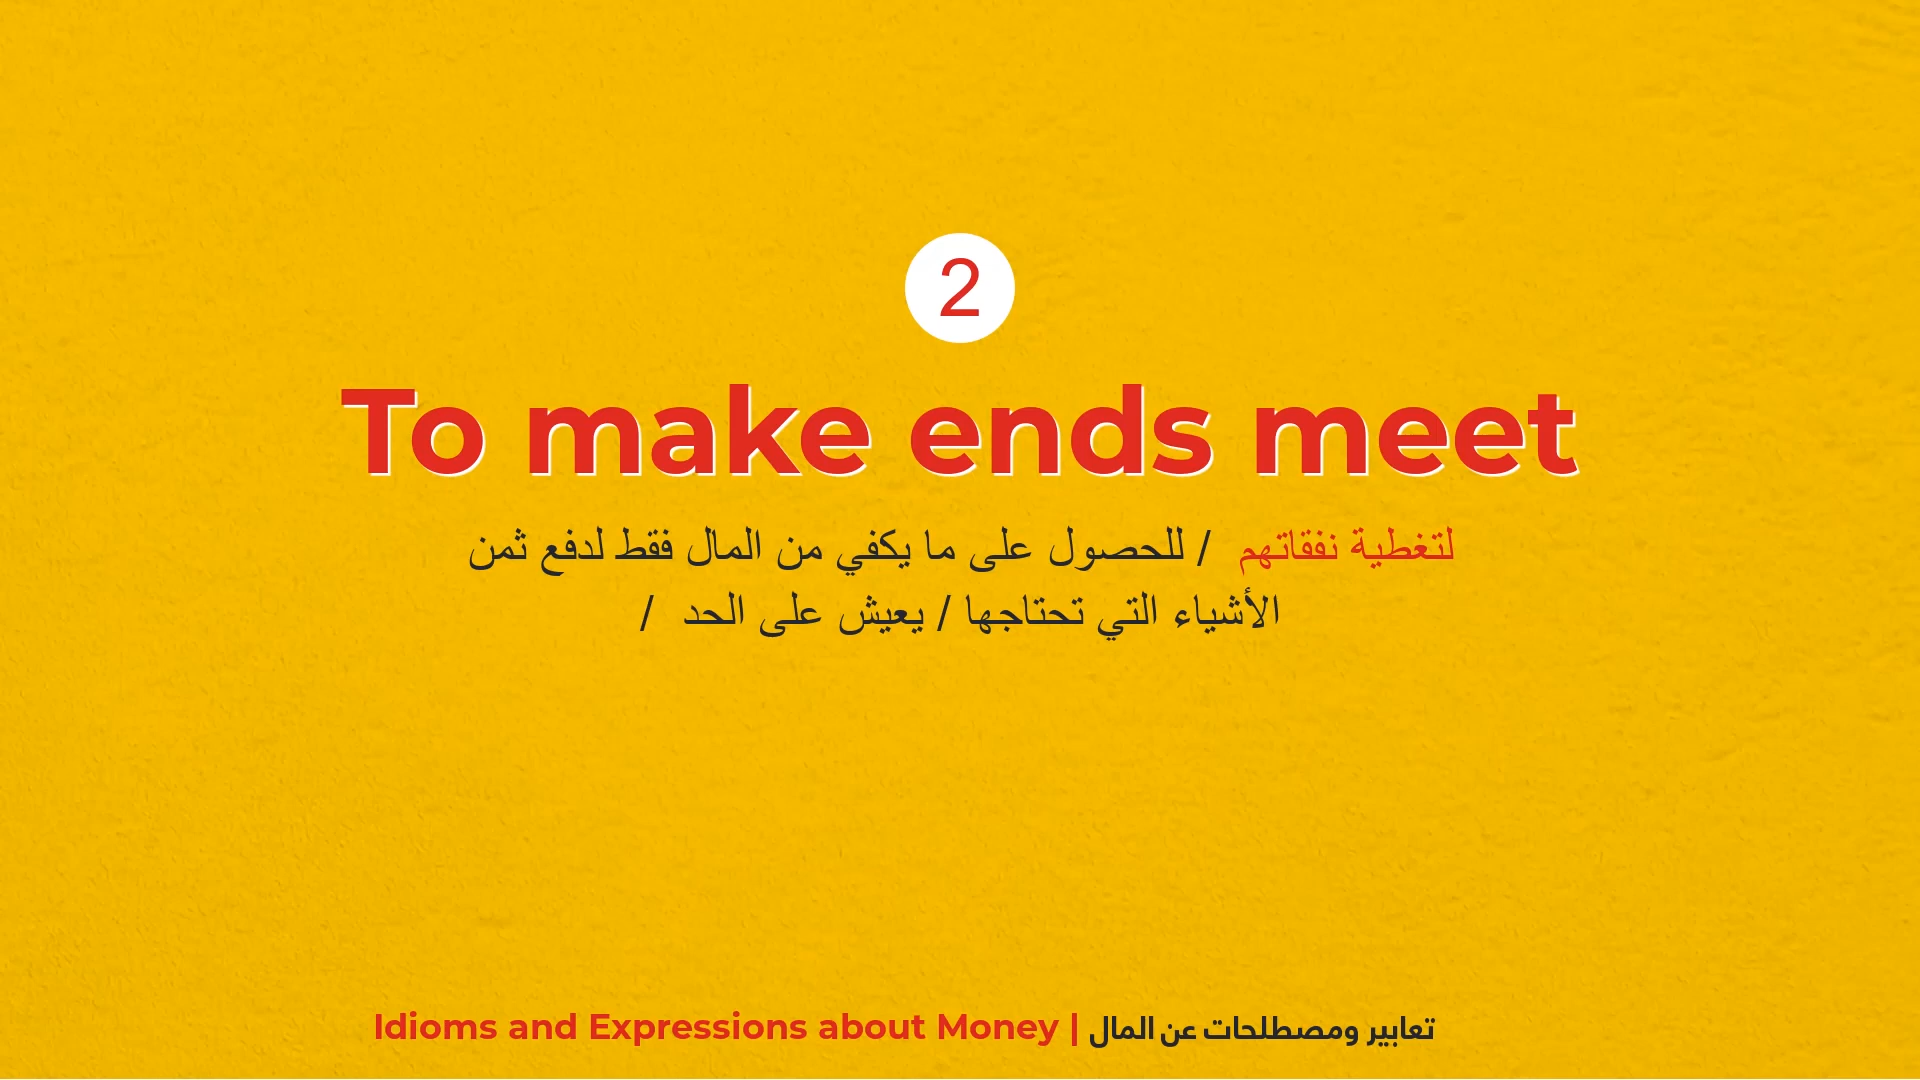 2
To make ends meet
لتغطية نفقاتهم / للحصول على ما يكفي من المال فقط لدفع ثمن
الأشياء التي تحتاجها / يعيش على الحد /
Idioms and Expressions about Money | تعابير ومصطلحات عن المال